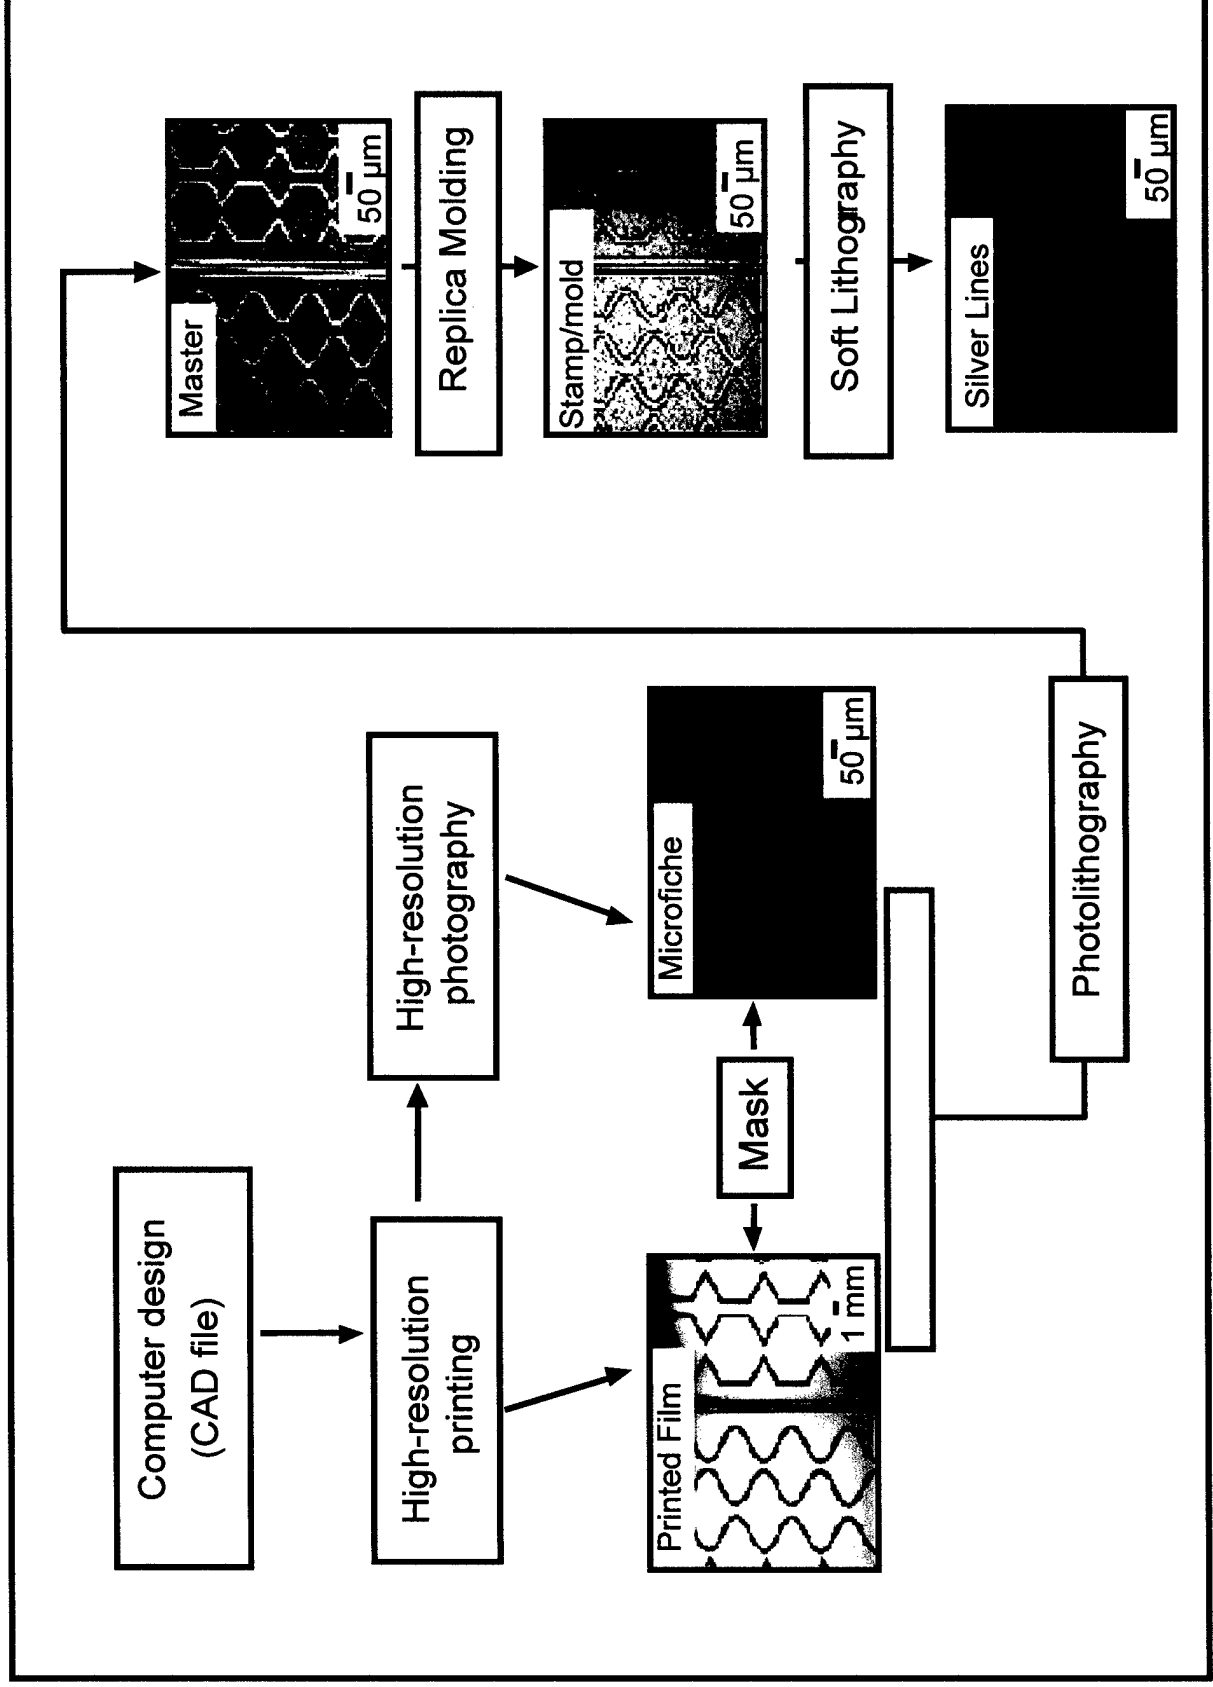 Computer design
(CAD file)
High-resolution
printing
High-resolution
photography
Printed Film
1 mm
Mask
Microfiche
50 µm
Photolithography
Master
50 µm
Replica Molding
Stamp/mold
50 µm
Soft Lithography
Silver Lines
50 µm